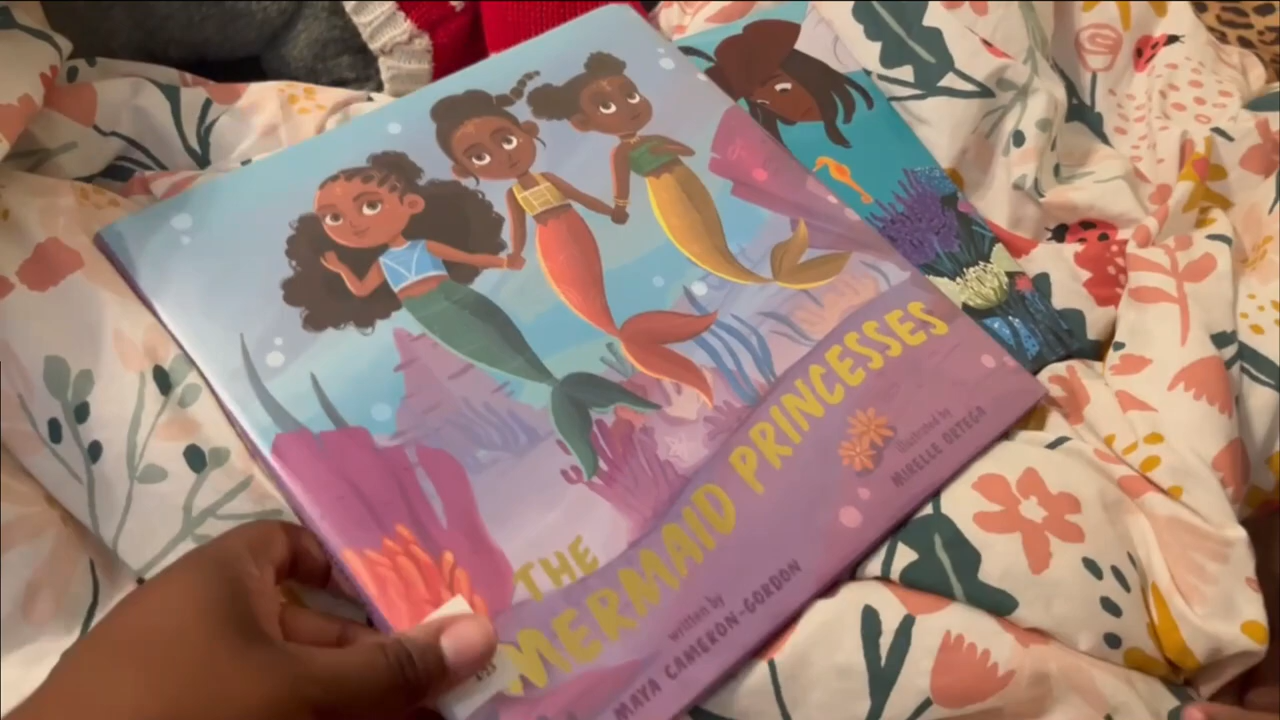 THE
MERMAID PRINCESSES
written by
MAYA CAMERON-GORDON
illustrated by
MIRELLE ORTEGA